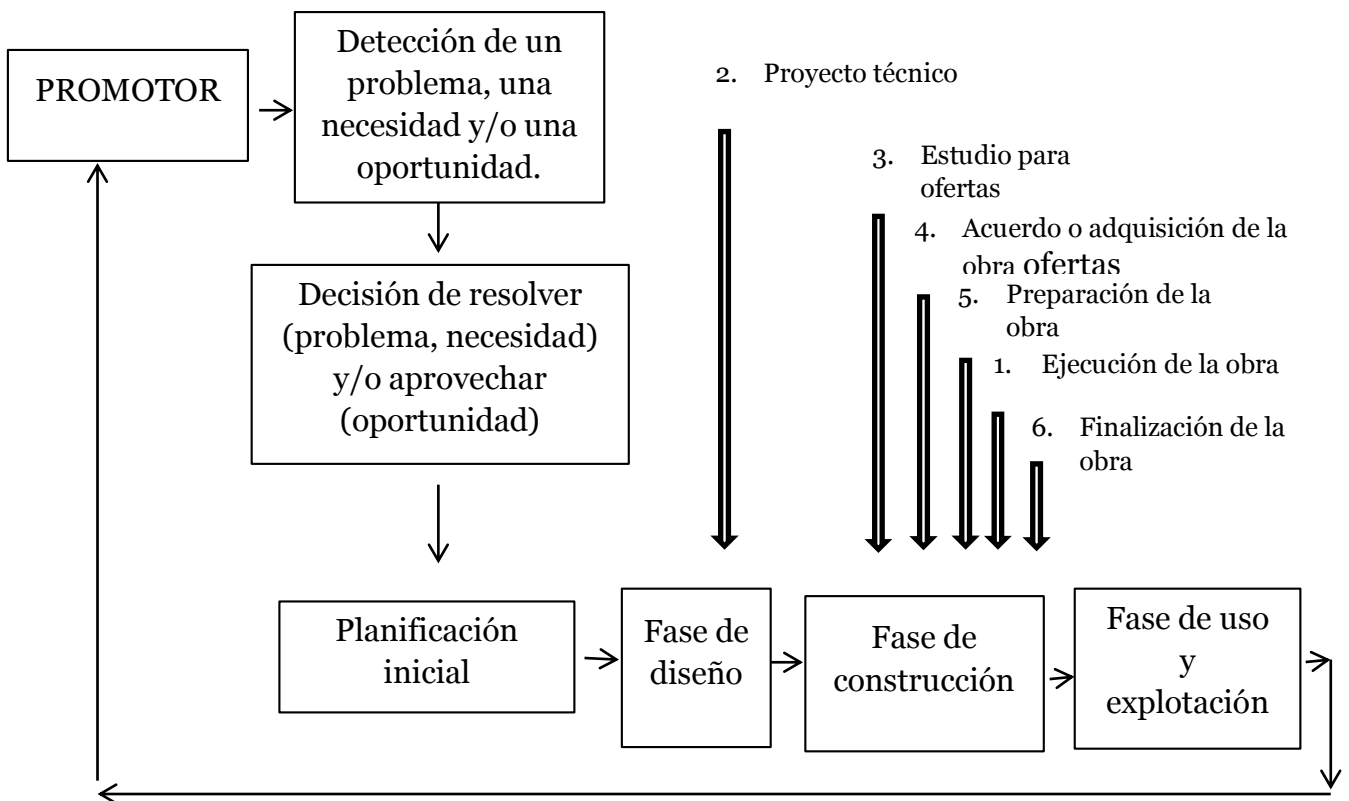 PROMOTOR
Detección de un
problema, una
necesidad y/o una
oportunidad.
2. Proyecto técnico
3. Estudio para
ofertas
4. Acuerdo o adquisición de la
obra ofertas
5. Preparación de la
obra
1. Ejecución de la obra
6. Finalización de la
obra
Decisión de resolver
(problema, necesidad)
y/o aprovechar
(oportunidad)
Planificación
inicial
Fase de
diseño
Fase de
construcción
Fase de uso
y
explotación